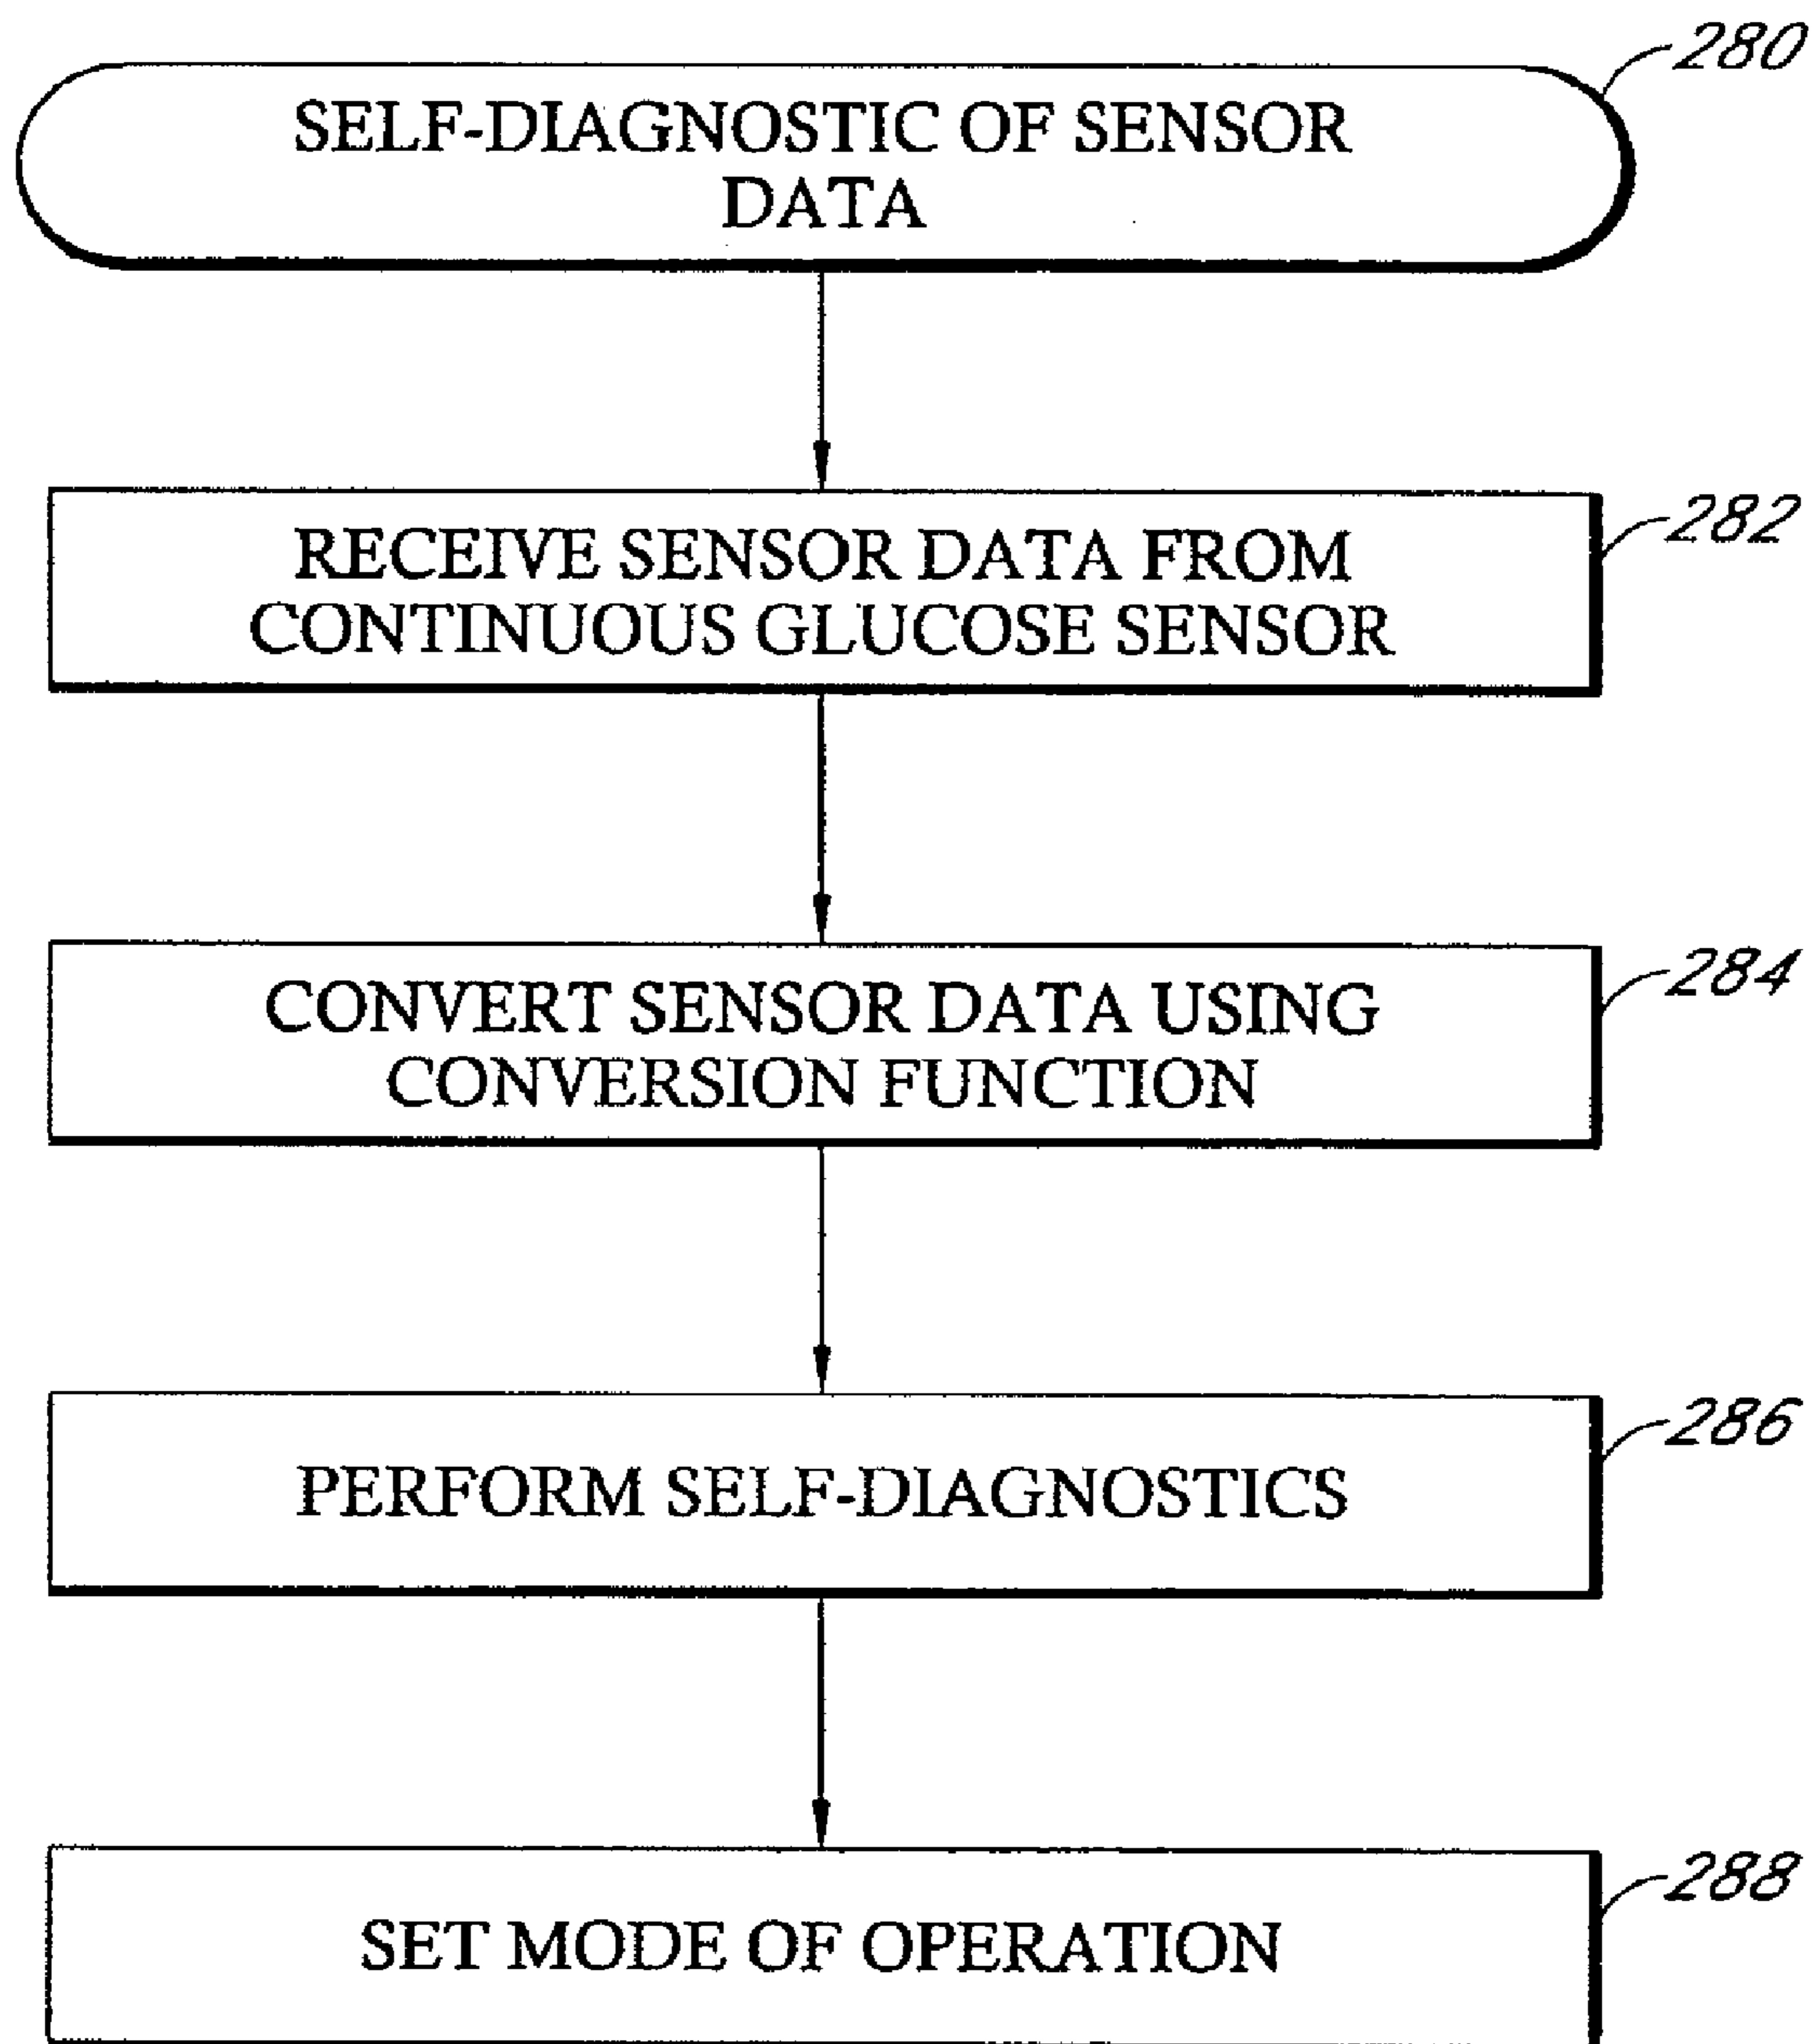 280
SELF-DIAGNOSTIC OF SENSOR
DATA
282
RECEIVE SENSOR DATA FROM
CONTINUOUS GLUCOSE SENSOR
284
CONVERT SENSOR DATA USING
CONVERSION FUNCTION
286
PERFORM SELF-DIAGNOSTICS
288
SET MODE OF OPERATION